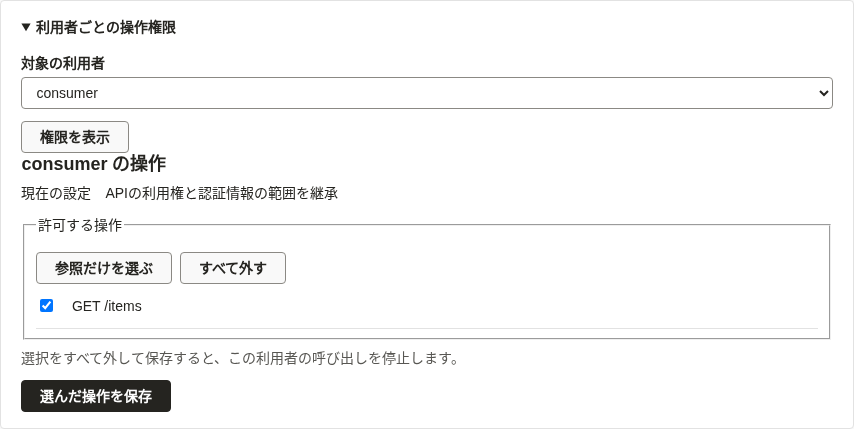 ▼ 利用者ごとの操作権限
対象の利用者
consumer
権限を表示
consumer の操作
現在の設定　APIの利用権と認証情報の範囲を継承
許可する操作
参照だけを選ぶ　すべて外す
GET /items
選択をすべて外して保存すると、この利用者の呼び出しを停止します。
選んだ操作を保存